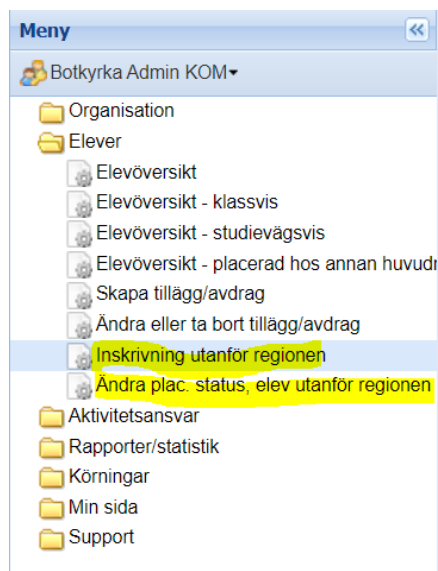 Meny
Botkyrka Admin KOM
Organisation
Elever
Elevöversikt
Elevöversikt - klassvis
Elevöversikt - studievägsvis
Elevöversikt - placerad hos annan huvudr
Skapa tillägg/avdrag
Ändra eller ta bort tillägg/avdrag
Inskrivning utanför regionen
Ändra plac. status, elev utanför regionen
Aktivitetsansvar
Rapporter/statistik
Körningar
Min sida
Support